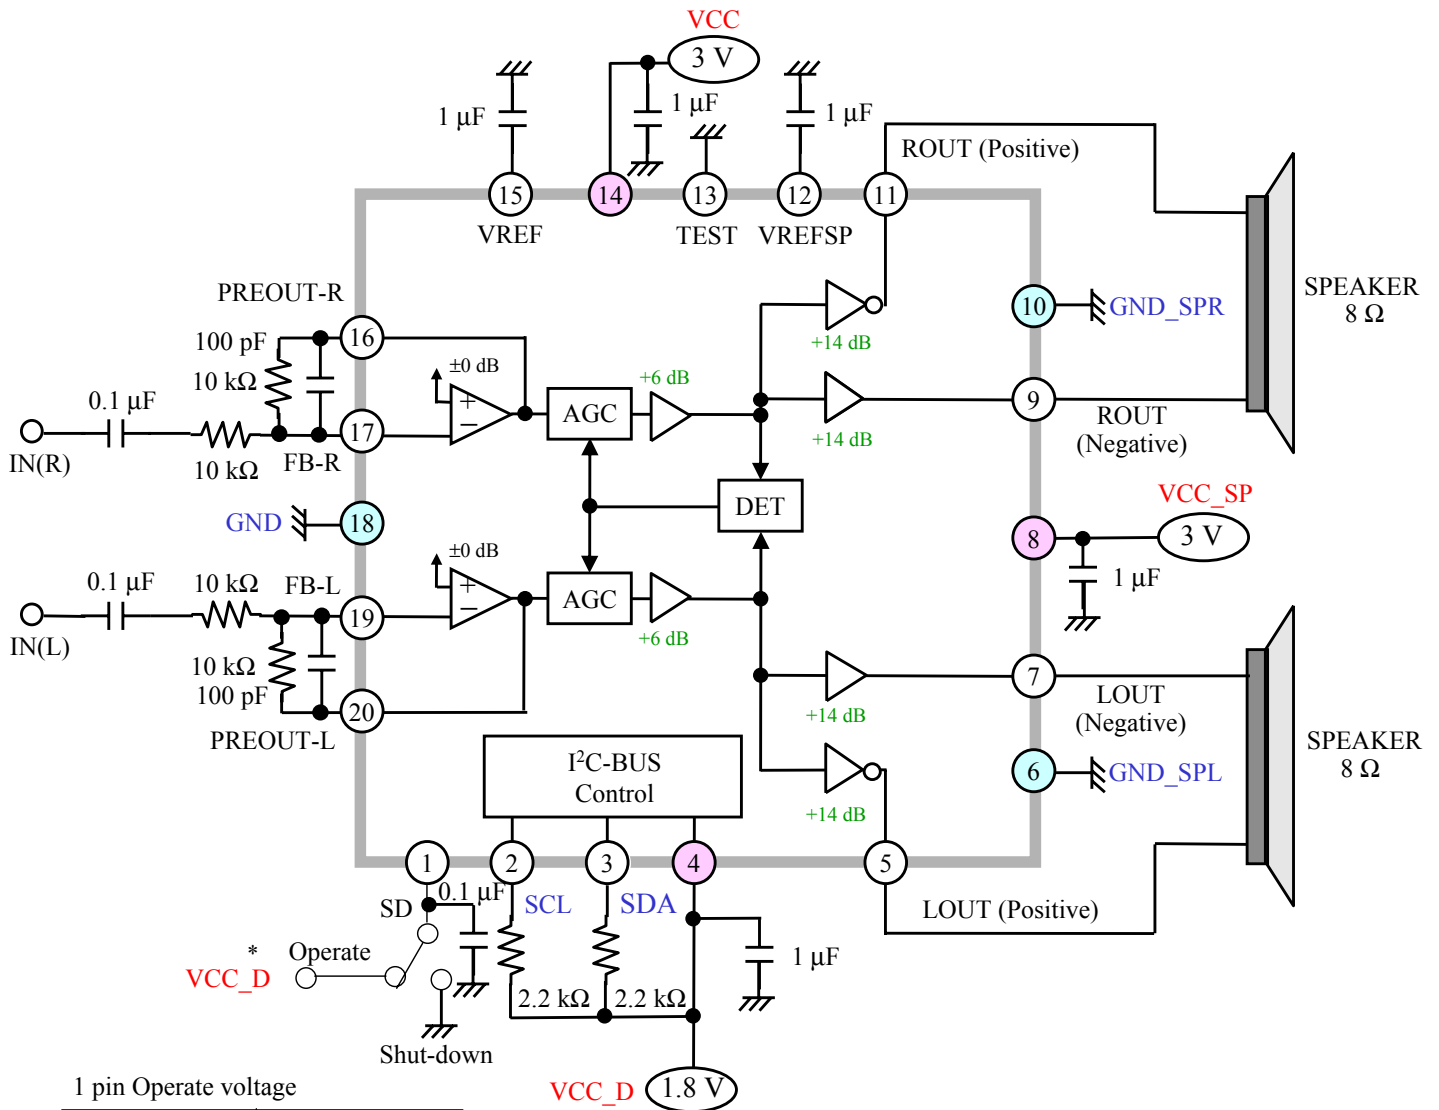 VCC
3 V
1 µF
1 µF
1 µF
ROUT (Positive)
15
14
13
12
11
VREF
TEST
VREFSP
PREOUT-R
SPEAKER
8 Ω
10
GND_SPR
16
100 pF
±0 dB
+14 dB
10 kΩ
+6 dB
0.1 µF
+
−
AGC
9
17
ROUT
(Negative)
IN(R)
10 kΩ
FB-R
+14 dB
VCC_SP
DET
GND
18
8
3 V
±0 dB
1 µF
0.1 µF
10 kΩ
FB-L
+
−
AGC
19
IN(L)
+6 dB
10 kΩ
7
100 pF
LOUT
(Negative)
20
+14 dB
PREOUT-L
SPEAKER
8 Ω
I²C-BUS
Control
6
GND_SPL
+14 dB
1
2
3
4
5
0.1 µF
SD
SCL
SDA
LOUT (Positive)
*
Operate
VCC_D
1 µF
2.2 kΩ
2.2 kΩ
Shut-down
1 pin Operate voltage
VCC_D
1.8 V